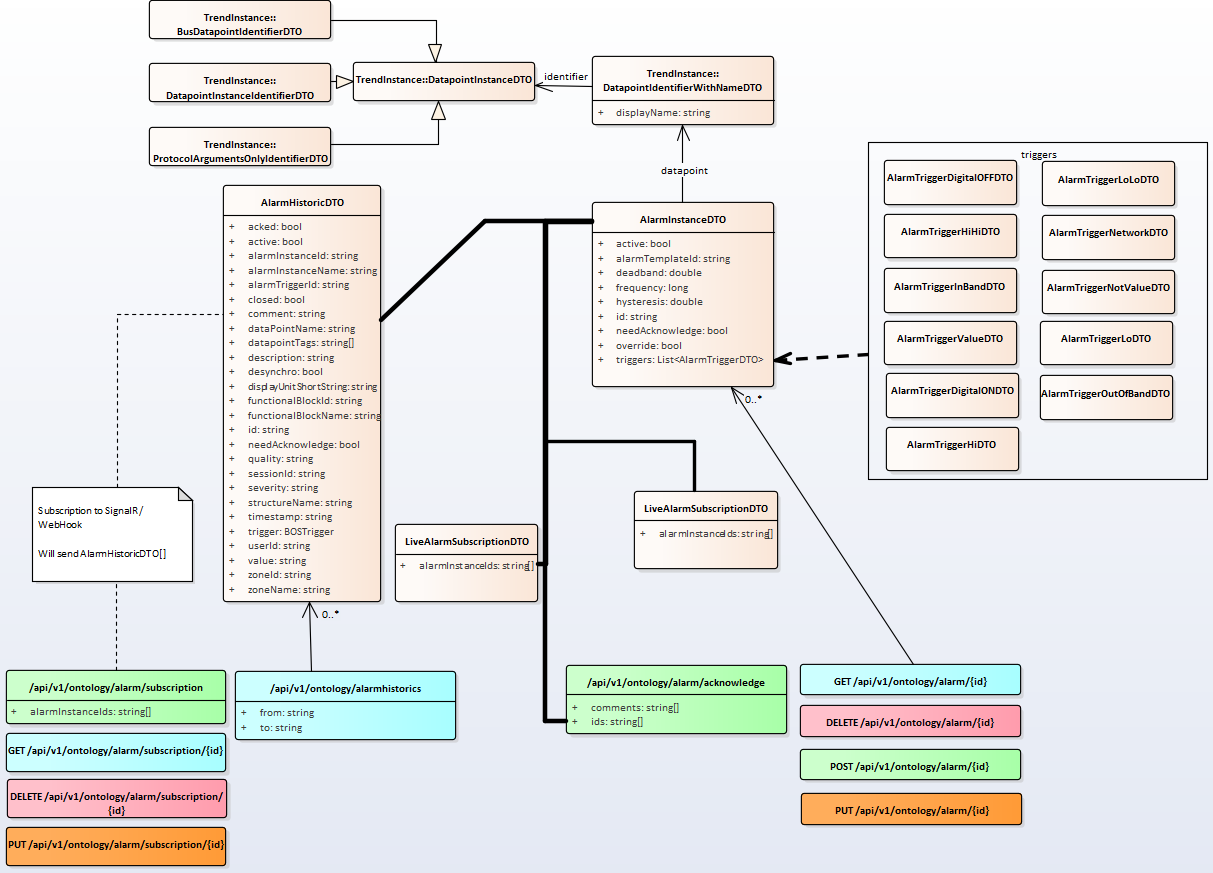 TrendInstance::
BusDatapointIdentifierDTO
TrendInstance::
DatapointInstanceIdentifierDTO
TrendInstance::
ProtocolArgumentsOnlyIdentifierDTO
TrendInstance::DatapointInstanceDTO
identifier
TrendInstance::
DatapointIdentifierWithNameDTO
+ displayName: string
datapoint
triggers
AlarmTriggerDigitalOFFDTO
AlarmTriggerLoLoDTO
AlarmTriggerHiHiDTO
AlarmTriggerNetworkDTO
AlarmTriggerInBandDTO
AlarmTriggerNotValueDTO
AlarmTriggerValueDTO
AlarmTriggerLoDTO
AlarmTriggerDigitalONDTO
AlarmTriggerOutOfBandDTO
AlarmTriggerHiDTO
AlarmHistoricDTO
+ acked: bool
+ active: bool
+ alarmInstanceId: string
+ alarmInstanceName: string
+ alarmTriggerId: string
+ closed: bool
+ comment: string
+ dataPointName: string
+ datapointTags: string[]
+ description: string
+ desynchro: bool
+ displayUnitShortString: string
+ functionalBlockId: string
+ functionalBlockName: string
+ id: string
+ needAcknowledge: bool
+ quality: string
+ sessionId: string
+ severity: string
+ structureName: string
+ timestamp: string
+ trigger: BOSTrigger
+ userId: string
+ value: string
+ zoneId: string
+ zoneName: string
AlarmInstanceDTO
+ active: bool
+ alarmTemplateId: string
+ deadband: double
+ frequency: long
+ hysteresis: double
+ id: string
+ needAcknowledge: bool
+ override: bool
+ triggers: List<AlarmTriggerDTO>
0..*
Subscription to SignalR/
WebHook
Will send AlarmHistoricDTO[]
LiveAlarmSubscriptionDTO
+ alarmInstanceIds: string[]
LiveAlarmSubscriptionDTO
+ alarmInstanceIds: string[]
0..*
/api/v1/ontology/alarm/subscription
+ alarmInstanceIds: string[]
GET /api/v1/ontology/alarm/subscription/{id}
DELETE /api/v1/ontology/alarm/subscription/
{id}
PUT /api/v1/ontology/alarm/subscription/{id}
/api/v1/ontology/alarmhistorics
+ from: string
+ to: string
/api/v1/ontology/alarm/acknowledge
+ comments: string[]
+ ids: string[]
GET /api/v1/ontology/alarm/{id}
DELETE /api/v1/ontology/alarm/{id}
POST /api/v1/ontology/alarm/{id}
PUT /api/v1/ontology/alarm/{id}